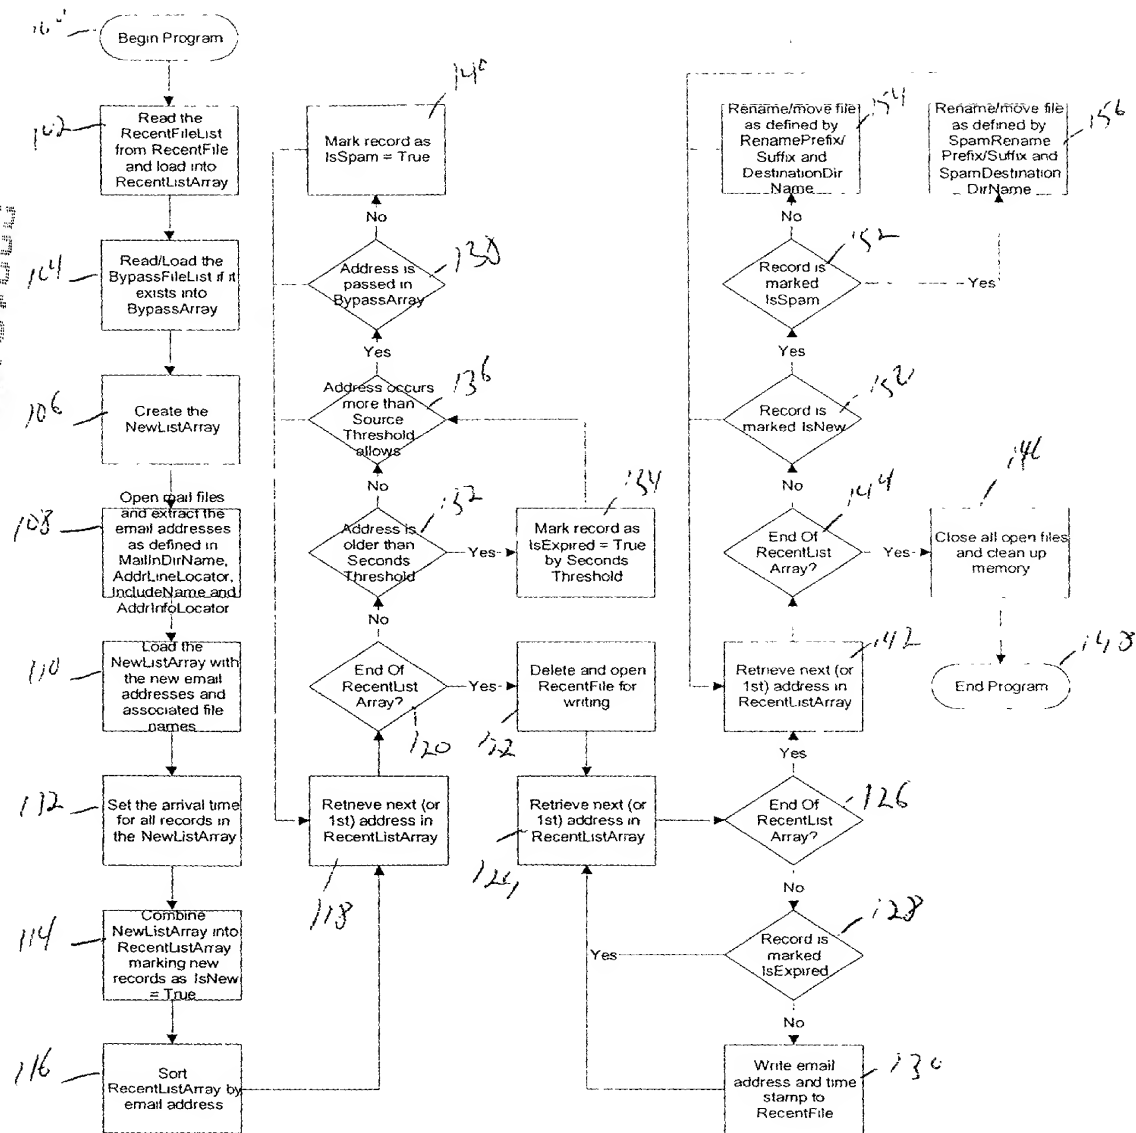 Begin Program
102
Read the
RecentFileList
from RecentFile
and load into
RecentListArray
104
Read/Load the
BypassFileList if it
exists into
BypassArray
106
Create the
NewListArray
108
Open mail files
and extract the
email addresses
as defined in
MailInDirName,
AddrLineLocator,
IncludeName and
AddrInfoLocator
110
Load the
NewListArray with
the new email
addresses and
associated file
names
112
Set the arrival time
for all records in
the NewListArray
114
Combine
NewListArray into
RecentListArray
marking new
records as IsNew
= True
116
Sort
RecentListArray by
email address
140
Mark record as
IsSpam = True
No
Address is
passed in
BypassArray
138
Yes
Address occurs
more than
Source
Threshold
allows
136
No
Address is
older than
Seconds
Threshold
132
Yes
Mark record as
IsExpired = True
by Seconds
Threshold
134
No
End Of
RecentList
Array?
120
Yes
Delete and open
RecentFile for
writing
122
Retrieve next (or
1st) address in
RecentListArray
118
Retrieve next (or
1st) address in
RecentListArray
124
Rename/move file
as defined by
RenamePrefix/
Suffix and
DestinationDir
Name
154
Rename/move file
as defined by
SpamRename
Prefix/Suffix and
SpamDestination
DirName
156
No
Record is
marked
IsSpam
152
Yes
Yes
Record is
marked IsNew
No
End Of
RecentList
Array?
144
Yes
Close all open files
and clean up
memory
146
Retrieve next (or
1st) address in
RecentListArray
142
End Program
148
Yes
End Of
RecentList
Array?
126
No
Record is
marked
IsExpired
128
Yes
No
Write email
address and time
stamp to
RecentFile
130